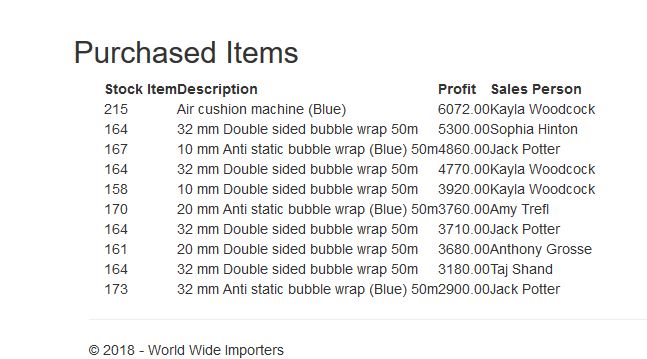 Purchased Items
Stock Item Description Profit Sales Person
215 Air cushion machine (Blue) 6072.00 Kayla Woodcock
164 32 mm Double sided bubble wrap 50m 5300.00 Sophia Hinton
167 10 mm Anti static bubble wrap (Blue) 50m 4860.00 Jack Potter
164 32 mm Double sided bubble wrap 50m 4770.00 Kayla Woodcock
158 10 mm Double sided bubble wrap 50m 3920.00 Kayla Woodcock
170 20 mm Anti static bubble wrap (Blue) 50m 3760.00 Amy Trefl
164 32 mm Double sided bubble wrap 50m 3710.00 Jack Potter
161 20 mm Double sided bubble wrap 50m 3680.00 Anthony Grosse
164 32 mm Double sided bubble wrap 50m 3180.00 Taj Shand
173 32 mm Anti static bubble wrap (Blue) 50m 2900.00 Jack Potter
© 2018 - World Wide Importers